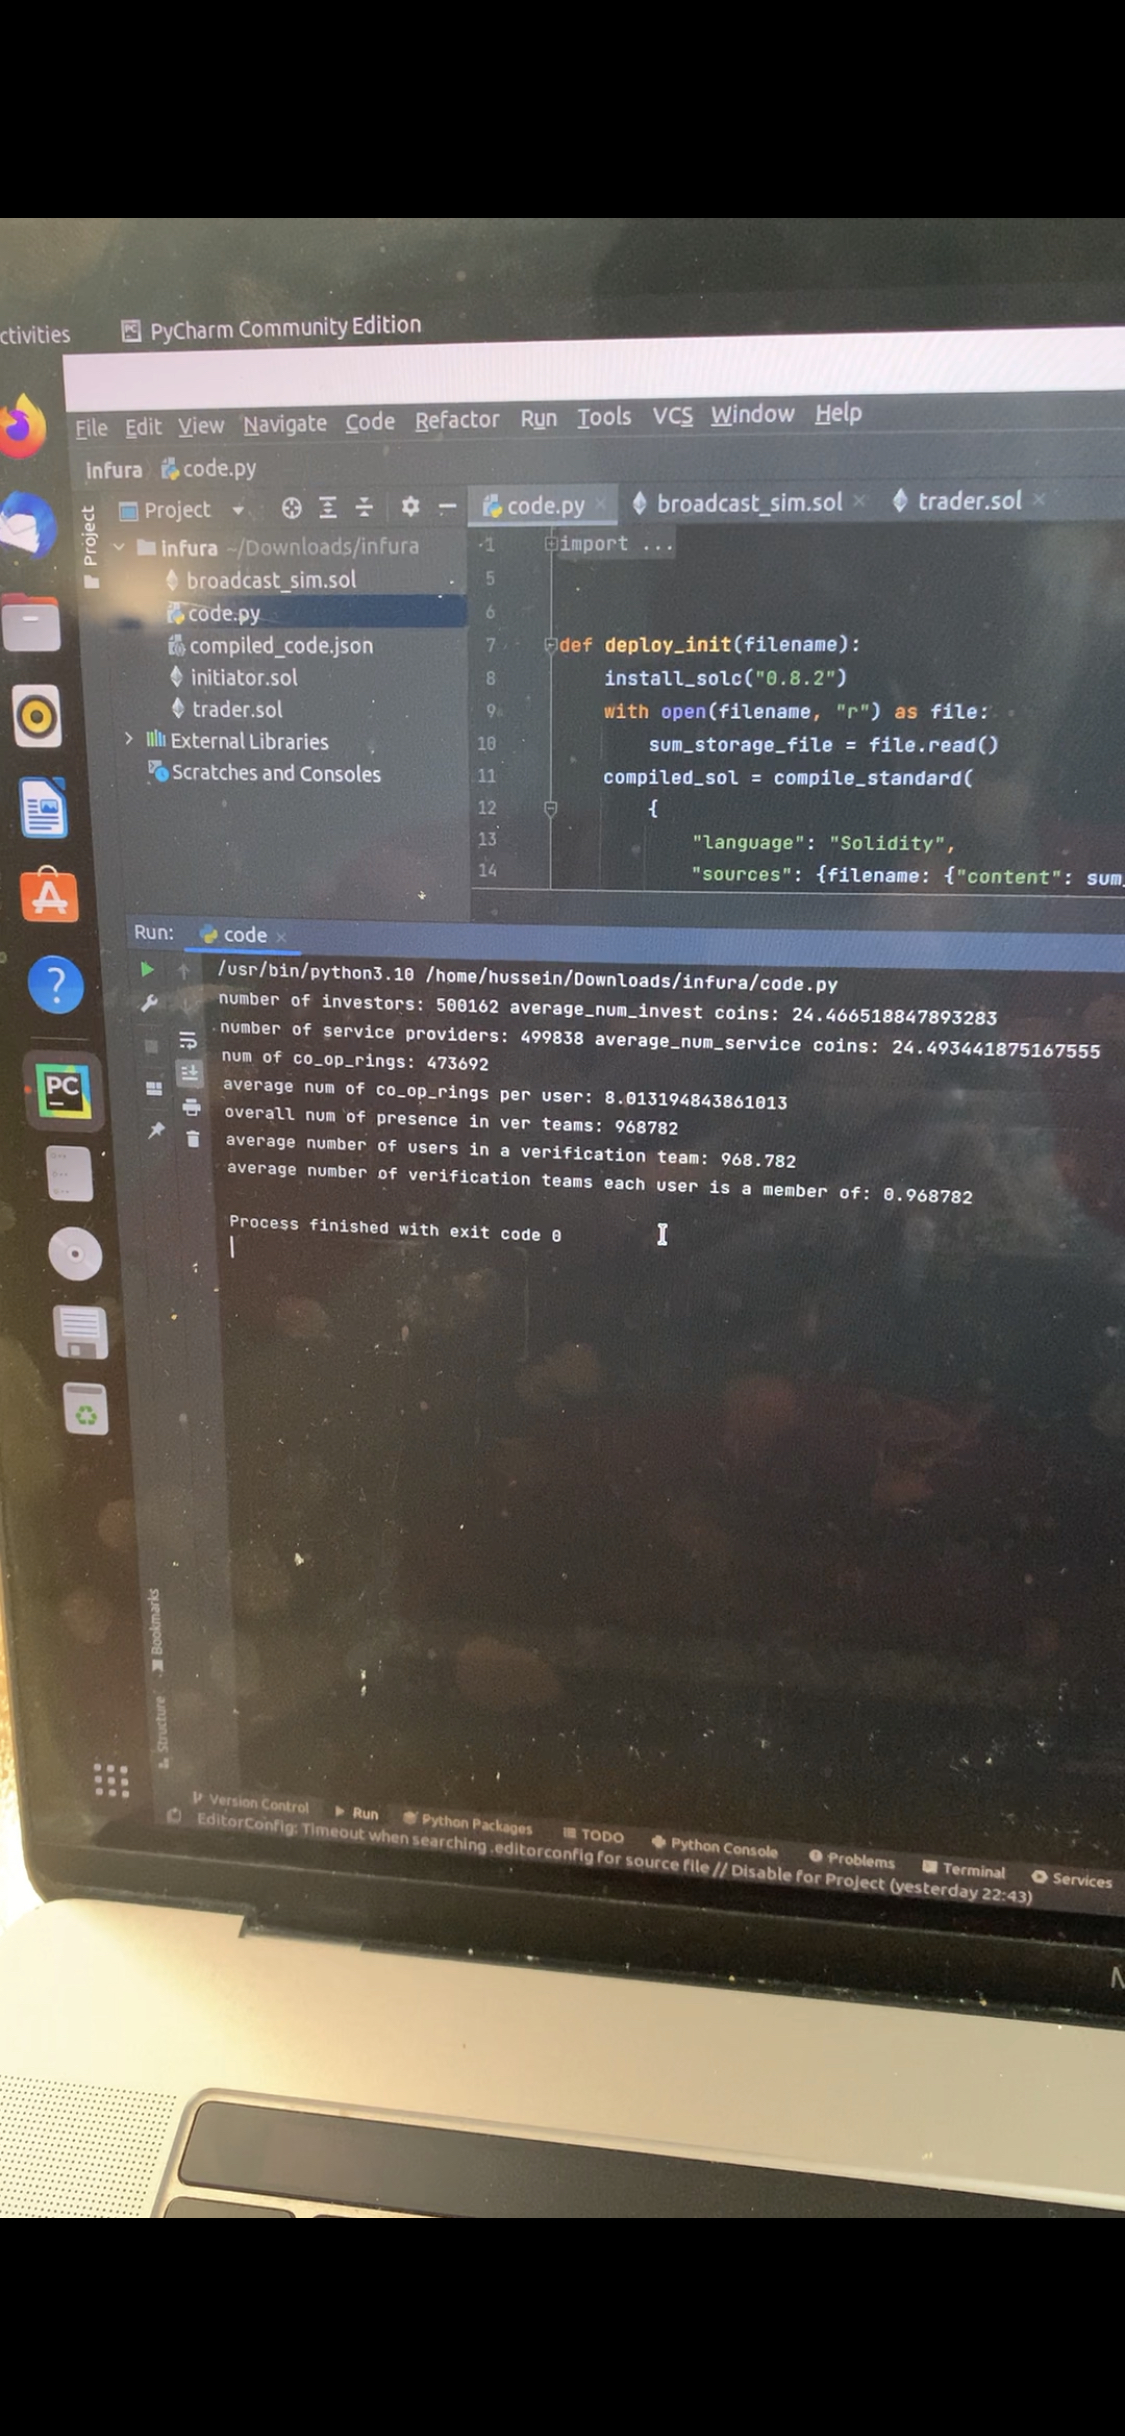 ctivities PyCharm Community Edition
File Edit View Navigate Code Refactor Run Tools VCS Window Help
infura code.py
Project
Project
code.py broadcast_sim.sol trader.sol
infura ~/Downloads/infura
broadcast_sim.sol
code.py
compiled_code.json
initiator.sol
trader.sol
External Libraries
Scratches and Consoles
1 import ...
5
6
7 def deploy_init(filename):
8 install_solc("0.8.2")
9 with open(filename, "r") as file:
10 sum_storage_file = file.read()
11 compiled_sol = compile_standard(
12 {
13 "language": "Solidity",
14 "sources": {filename: {"content": sum_
Run: code
/usr/bin/python3.10 /home/hussein/Downloads/infura/code.py
number of investors: 500162 average_num_invest coins: 24.466518847893283
number of service providers: 499838 average_num_service coins: 24.493441875167555
num of co_op_rings: 473692
average num of co_op_rings per user: 8.013194843861013
overall num of presence in ver teams: 968782
average number of users in a verification team: 968.782
average number of verification teams each user is a member of: 0.968782
Process finished with exit code 0
PC
Bookmarks
Structure
Version Control Run Python Packages TODO Python Console Problems Terminal Services
EditorConfig: Timeout when searching .editorconfig for source file // Disable for Project (yesterday 22:43)